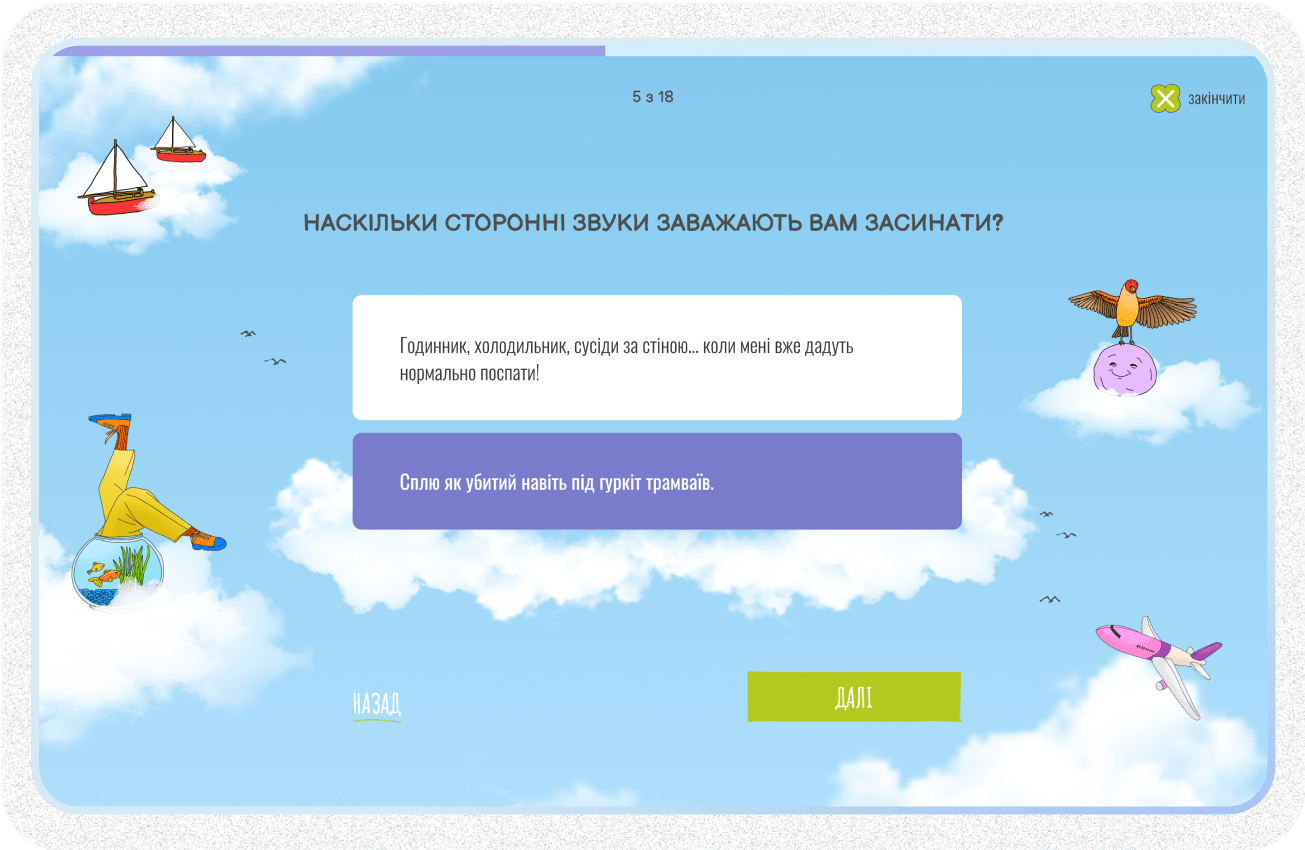 5 з 18
закінчити
НАСКІЛЬКИ СТОРОННІ ЗВУКИ ЗАВАЖАЮТЬ ВАМ ЗАСИНАТИ?
Годинник, холодильник, сусіди за стіною... коли мені вже дадуть
нормально поспати!
Сплю як убитий навіть під гуркіт трамваїв.
НАЗАД
ДАЛІ